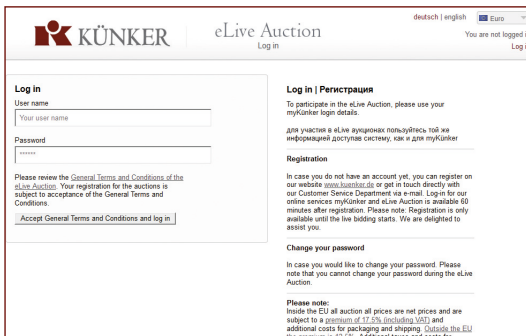 deutsch | english
Euro
KÜNKER
eLive Auction
Log in
You are not logged i
Log i
Log in
User name
Your user name
Password
******
Please review the General Terms and Conditions of the
eLive Auction. Your registration for the auctions is
subject to acceptance of the General Terms and
Conditions.
Accept General Terms and Conditions and log in
Log in | Регистрация
To participate in the eLive Auction, please use your
myKünker login details.
для участия в eLive аукционах пользуйтесь той же
информацией доступав систему, как и для myKünker
Registration
In case you do not have an account yet, you can register on
our website www.kuenker.de or get in touch directly with
our Customer Service Department via e-mail. Log-in for our
online services myKünker and eLive Auction is available 60
minutes after registration. Please note: Registration is only
available until the live bidding starts. We are delighted to
assist you.
Change your password
In case you would like to change your password. Please
note that you cannot change your password during the eLive
Auction.
Please note:
Inside the EU all auction all prices are net prices and are
subject to a premium of 17.5% (including VAT) and
additional costs for packaging and shipping. Outside the EU